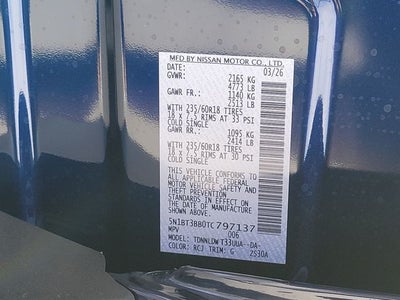 MFD BY NISSAN MOTOR CO., LTD.
DATE: 03/26
GVWR: 2165 KG
4773 LB
GAWR FR.: 1140 KG
2513 LB
WITH 235/60R18 TIRES
18 x 7.5 RIMS AT 33 PSI
COLD SINGLE
GAWR RR.: 1095 KG
2414 LB
WITH 235/60R18 TIRES
18 x 7.5 RIMS AT 30 PSI
COLD SINGLE
THIS VEHICLE CONFORMS TO
ALL APPLICABLE FEDERAL
MOTOR VEHICLE SAFETY AND
THEFT PREVENTION
STANDARDS IN EFFECT ON
THE DATE OF MANUFACTURE
SHOWN ABOVE.
5N1BT3BB0TC797137
MPV 006
MODEL: TDNNLDWT33UUA--DA-
COLOR: RCJ TRIM: G 2530A